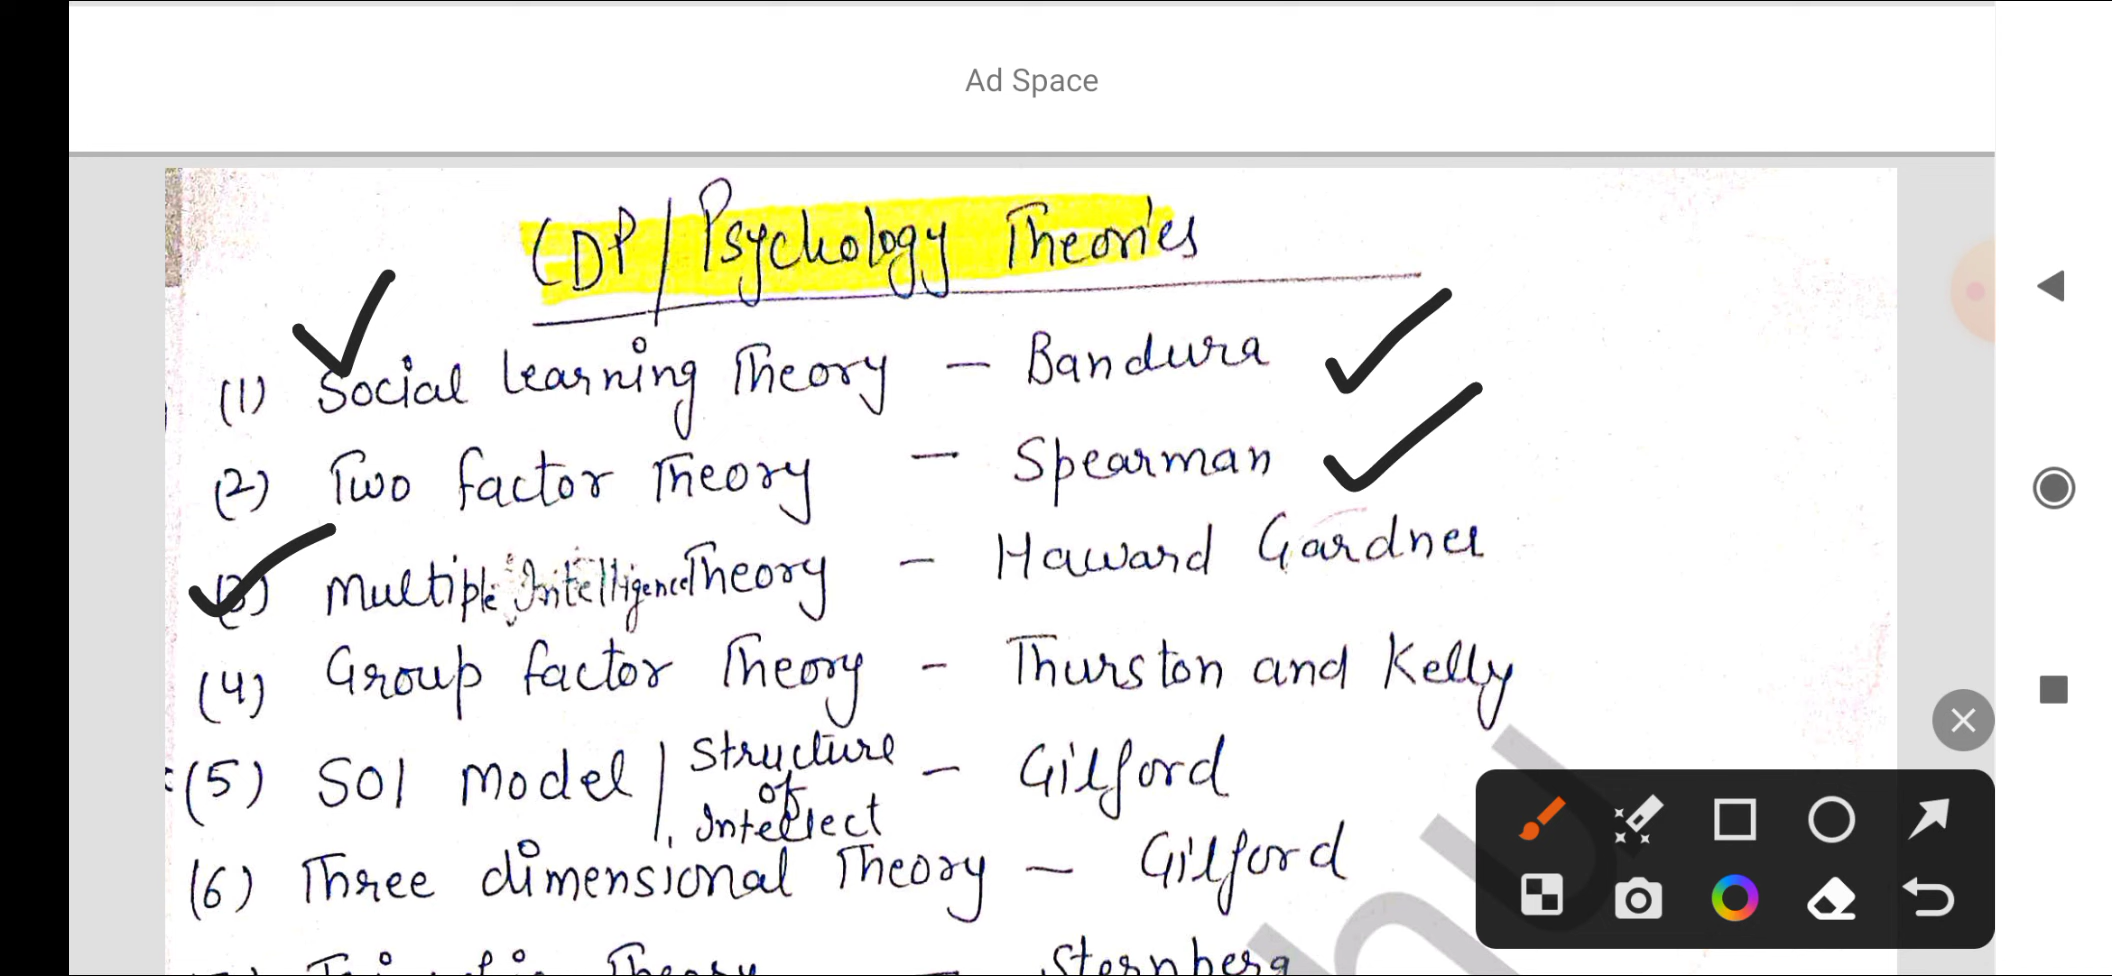 Ad Space
CDP/Psychology Theories
(1) Social learning Theory - Bandura
(2) Two factor Theory - Spearman
(3) Multiple Intelligence Theory - Haward Gardner
(4) Group factor Theory - Thurston and Kelly
(5) SOI model / Structure of Intellect - Gilford
(6) Three dimensional Theory - Gilford
Theory - Sternberg